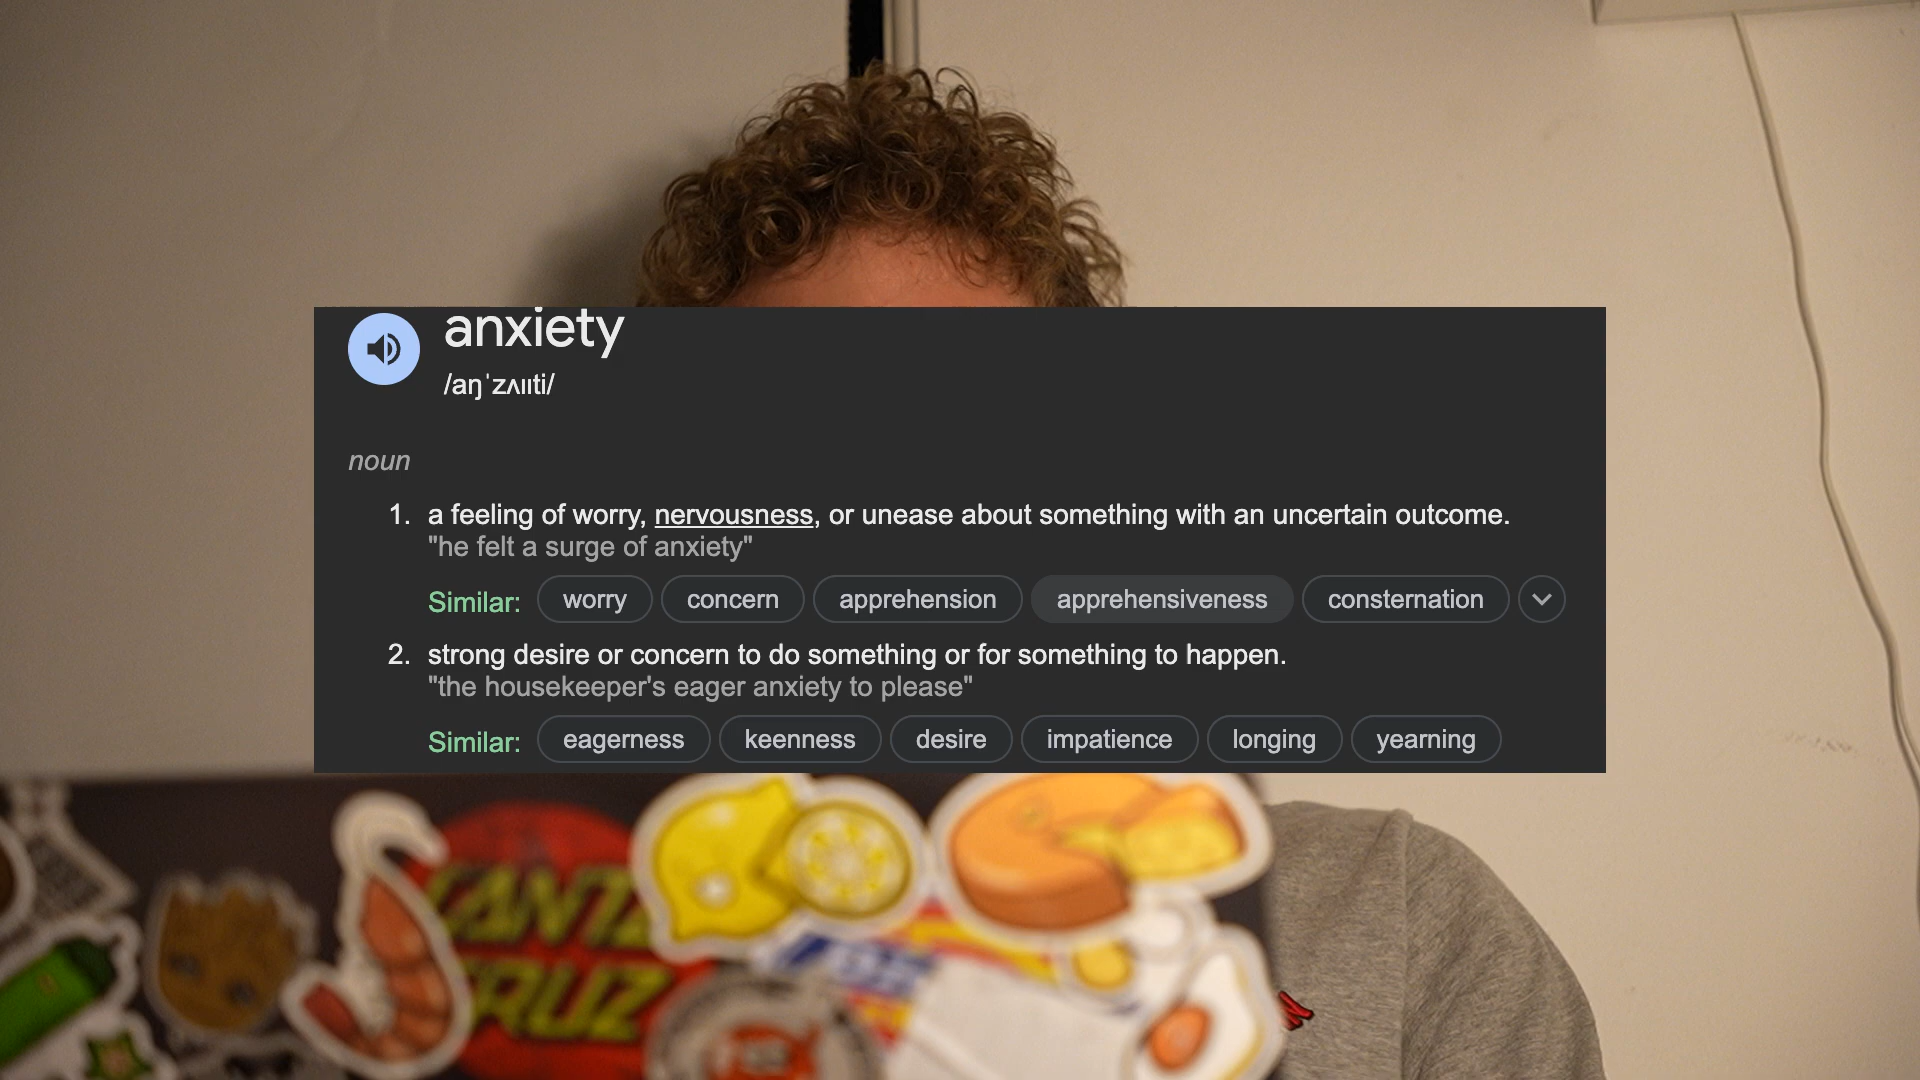 anxiety
/aŋˈzʌɪɪti/
noun
1. a feeling of worry, nervousness, or unease about something with an uncertain outcome.
"he felt a surge of anxiety"
Similar: worry concern apprehension apprehensiveness consternation
2. strong desire or concern to do something or for something to happen.
"the housekeeper's eager anxiety to please"
Similar: eagerness keenness desire impatience longing yearning
SANTA
CRUZ